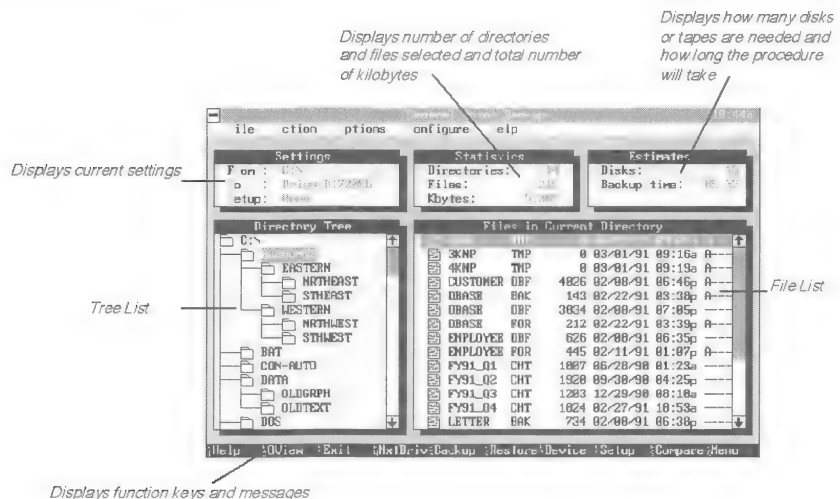 Displays number of directories
and files selected and total number
of kilobytes
Displays how many disks
or tapes are needed and
how long the procedure
will take
ile ction ptions onfigure elp
Displays current settings
Settings
F om : C:\
o :
etup:
Statistics
Directories:
Files:
Kbytes:
Estimates
Disks:
Backup time:
Tree List
Directory Tree
C:\
EASTERN
NRTHEAST
STHEAST
WESTERN
NRTHWEST
STHWEST
BAT
CON-AUTO
DATA
OLDGRPH
OLDTEXT
DOS
Files in Current Directory
3KNP TMP 0 03/01/91 09:16a A---
4KNP TMP 0 03/01/91 09:19a A---
CUSTOMER DBF 4026 02/08/91 06:46p A---
DBASE BAK 143 02/22/91 03:38p A---
DBASE DBF 3034 02/08/91 07:05p ----
DBASE FOR 212 02/22/91 03:39p A---
EMPLOYEE DBF 626 02/08/91 06:35p ----
EMPLOYEE FOR 445 02/11/91 01:07p A---
FY91_Q1 CHT 1007 06/28/90 01:23a ----
FY91_Q2 CHT 1920 09/30/90 04:25p ----
FY91_Q3 CHT 1203 12/29/90 08:10a ----
FY91_Q4 CHT 1024 02/27/91 10:53a ----
LETTER BAK 734 02/08/91 06:38p ----
File List
Help QView Exit NxtDriv Backup Restore Device Setup Compare Menu
Displays function keys and messages